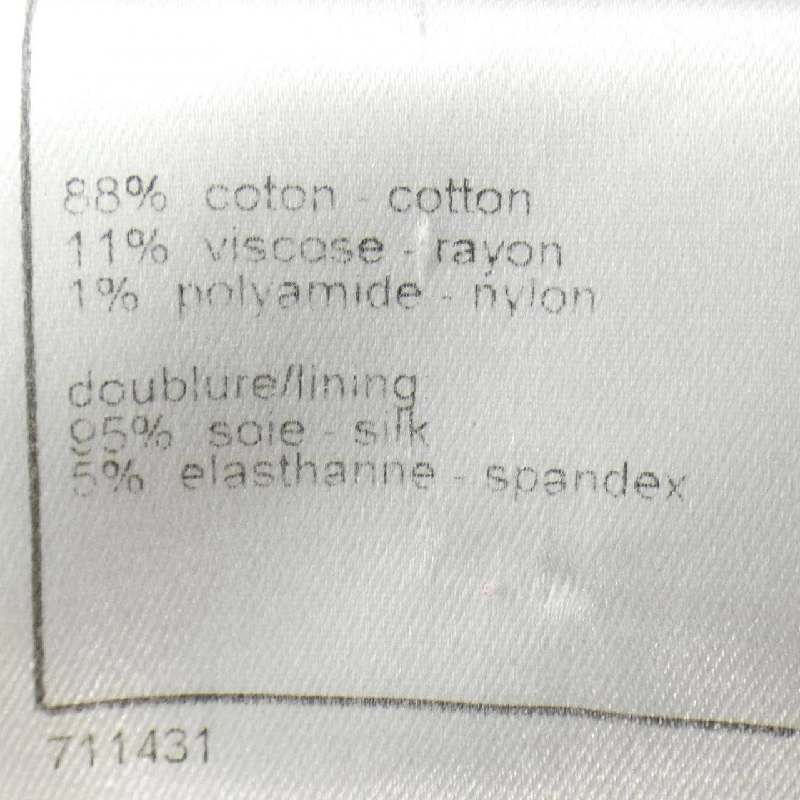 88% coton - cotton
11% viscose - rayon
1% polyamide - nylon
doublure/lining
95% soie - silk
5% elasthanne - spandex
711431